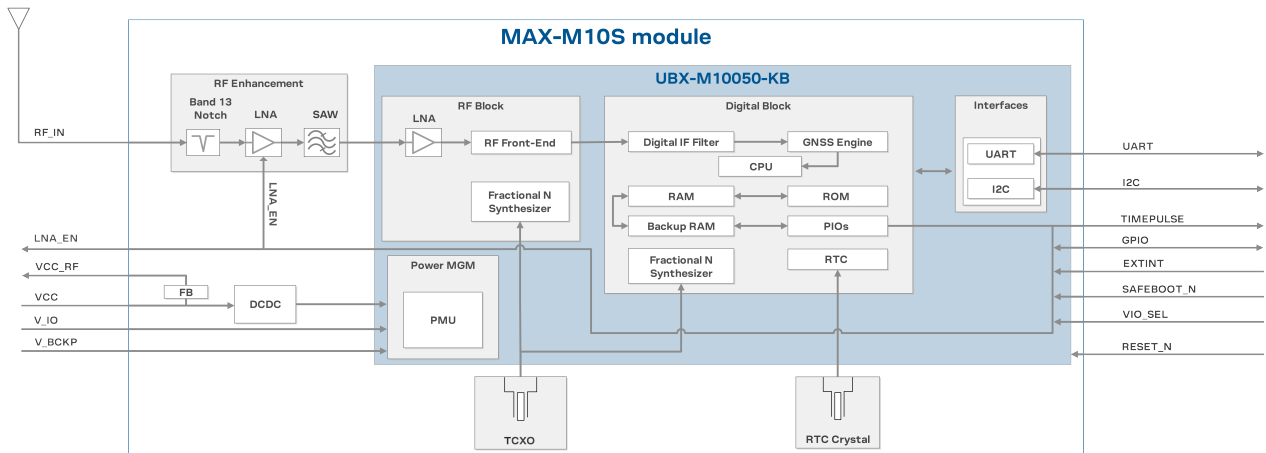 MAX-M10S module
UBX-M10050-KB
RF Enhancement
Band 13
Notch
LNA
SAW
RF Block
LNA
RF Front-End
Fractional N
Synthesizer
Digital Block
Digital IF Filter
GNSS Engine
CPU
RAM
ROM
Backup RAM
PIOs
Fractional N
Synthesizer
RTC
Interfaces
UART
I2C
RF_IN
LNA_EN
LNA_EN
VCC_RF
FB
VCC
DCDC
V_IO
V_BCKP
Power MGM
PMU
UART
I2C
TIMEPULSE
GPIO
EXTINT
SAFEBOOT_N
VIO_SEL
RESET_N
TCXO
RTC Crystal